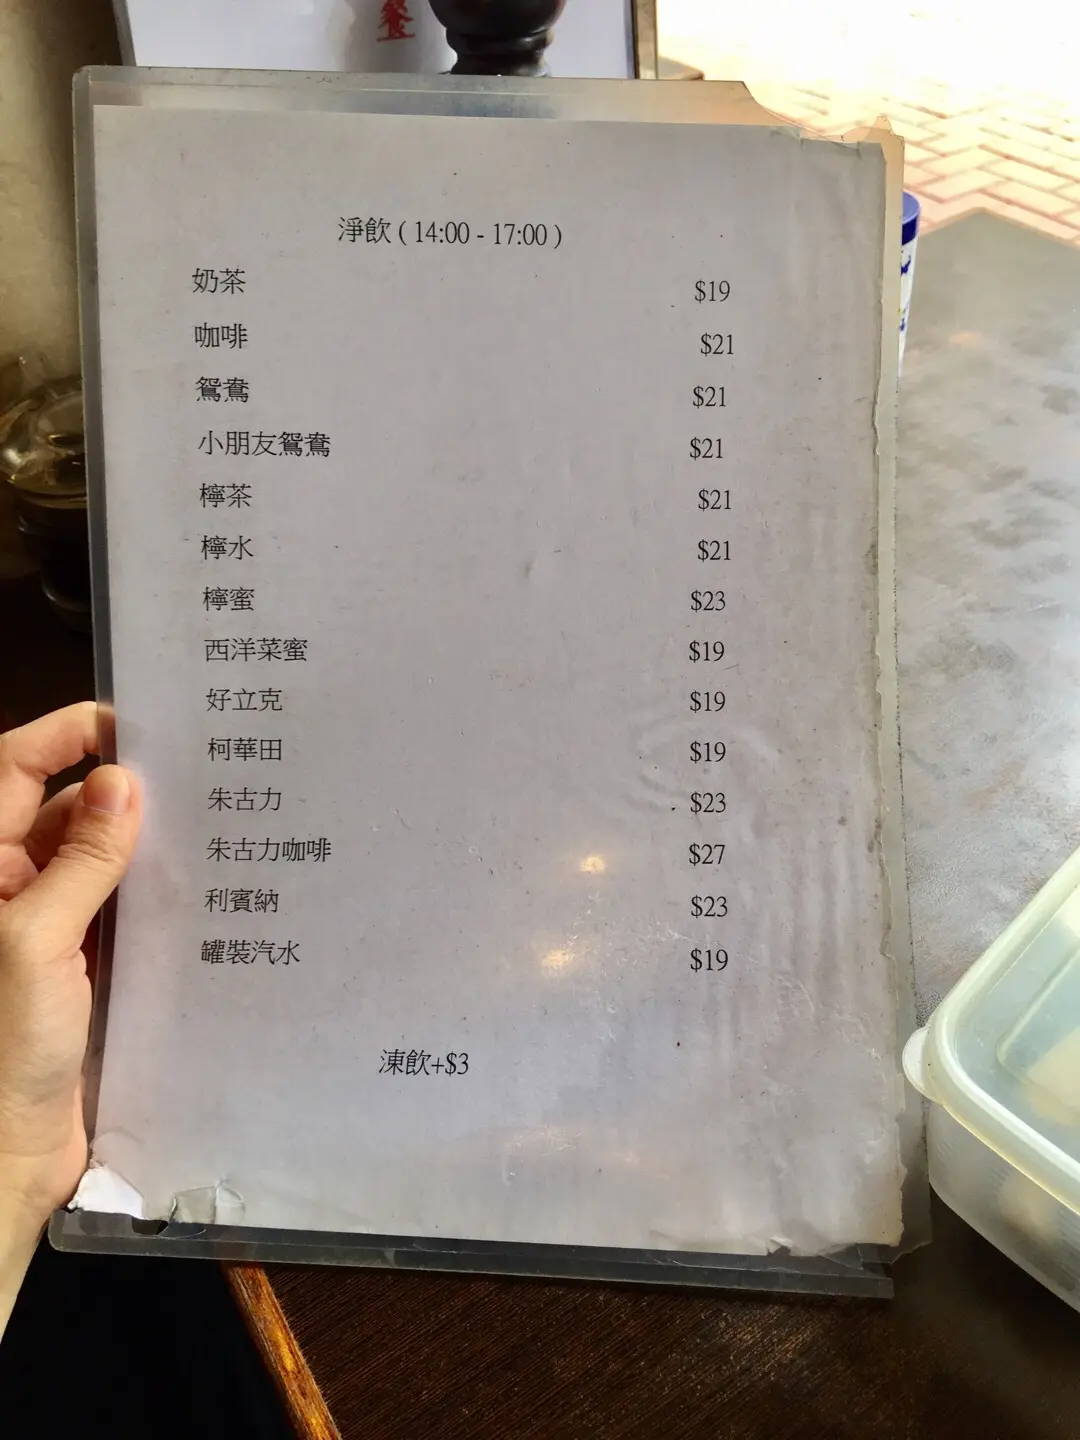 餐
淨飲 ( 14:00 - 17:00 )
奶茶 $19
咖啡 $21
鴛鴦 $21
小朋友鴛鴦 $21
檸茶 $21
檸水 $21
檸蜜 $23
西洋菜蜜 $19
好立克 $19
柯華田 $19
朱古力 $23
朱古力咖啡 $27
利賓納 $23
罐裝汽水 $19
涷飲+$3